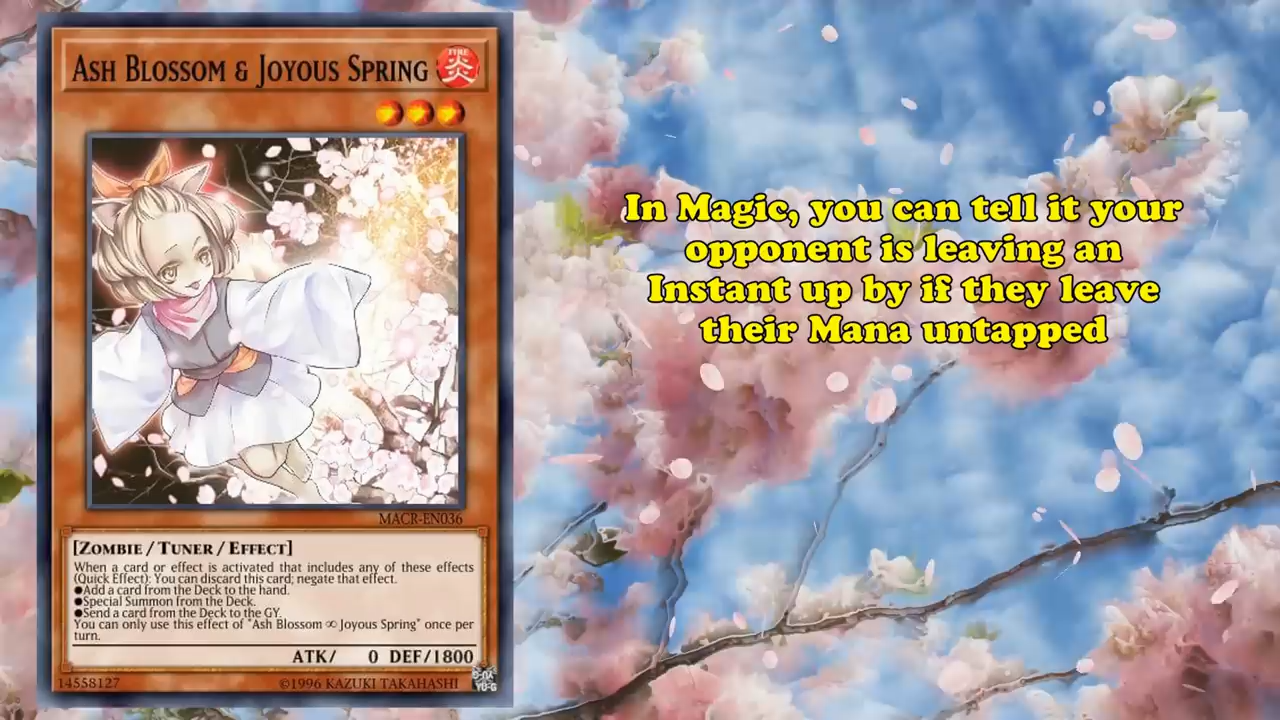 ASH BLOSSOM & JOYOUS SPRING
FIRE
炎
In Magic, you can tell it your
opponent is leaving an
Instant up by if they leave
their Mana untapped
MACR-EN036
[ZOMBIE / TUNER / EFFECT]
When a card or effect is activated that includes any of these effects
(Quick Effect): You can discard this card; negate that effect.
●Add a card from the Deck to the hand.
●Special Summon from the Deck.
●Send a card from the Deck to the GY.
You can only use this effect of "Ash Blossom ∞ Joyous Spring" once per
turn.
ATK/ 0 DEF/1800
14558127
©1996 KAZUKI TAKAHASHI